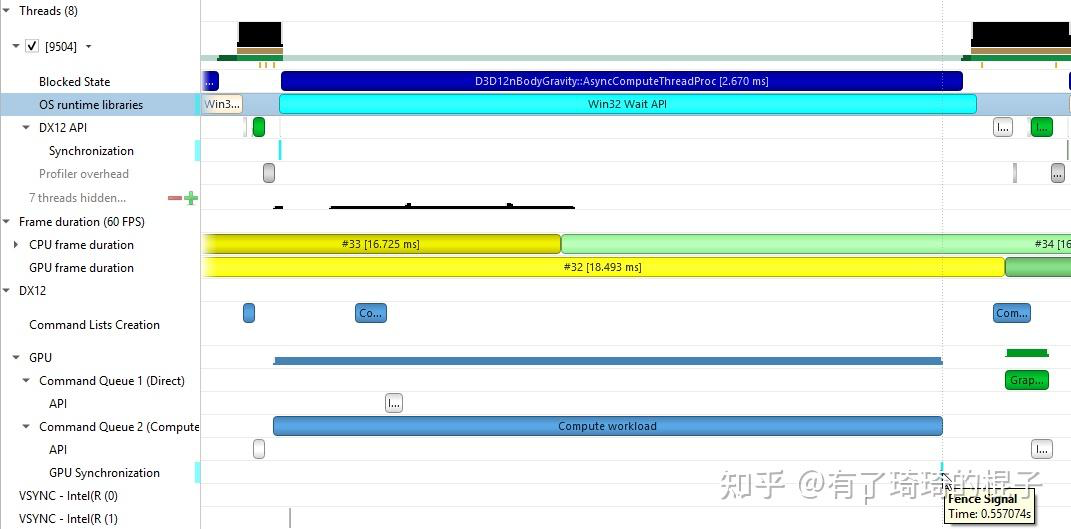 Threads (8)
[9504]
Blocked State
... D3D12nBodyGravity::AsyncComputeThreadProc [2.670 ms]
OS runtime libraries
Win3... Win32 Wait API
DX12 API
I... I...
Synchronization
Profiler overhead
...
7 threads hidden...
Frame duration (60 FPS)
CPU frame duration
#33 [16.725 ms] #34 [16
GPU frame duration
#32 [18.493 ms]
DX12
Command Lists Creation
Co... Com...
GPU
Command Queue 1 (Direct)
Grap...
API
I...
Command Queue 2 (Compute
Compute workload
API
I...
GPU Synchronization
知乎 @有了琦琦的棍子
Fence Signal
Time: 0.557074s
VSYNC - Intel(R (0)
VSYNC - Intel(R (1)